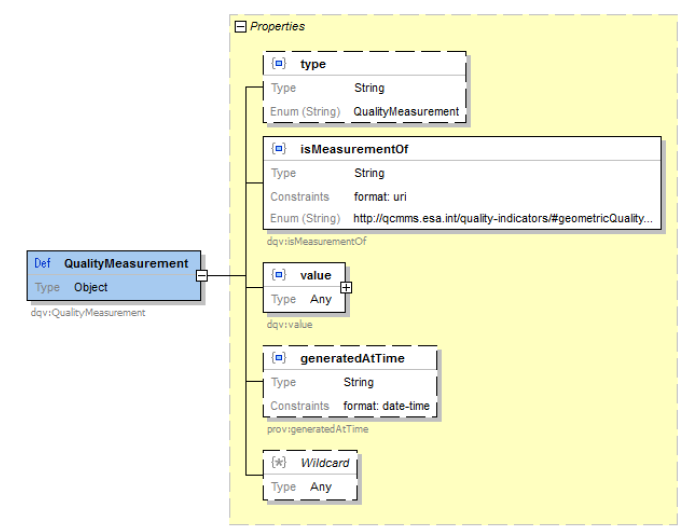 Properties
type
Type String
Enum (String) QualityMeasurement
isMeasurementOf
Type String
Constraints format: uri
Enum (String) http://qcmms.esa.int/quality-indicators/#geometricQuality...
dqv:isMeasurementOf
Def QualityMeasurement
Type Object
dqv:QualityMeasurement
value
Type Any
dqv:value
generatedAtTime
Type String
Constraints format: date-time
prov:generatedAtTime
Wildcard
Type Any